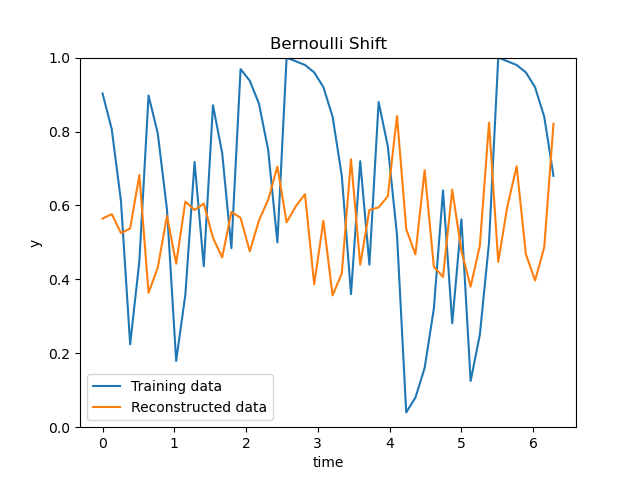 Bernoulli Shift
1.0
0.8
0.6
0.4
0.2
0.0
y
Training data
Reconstructed data
0 1 2 3 4 5 6
time